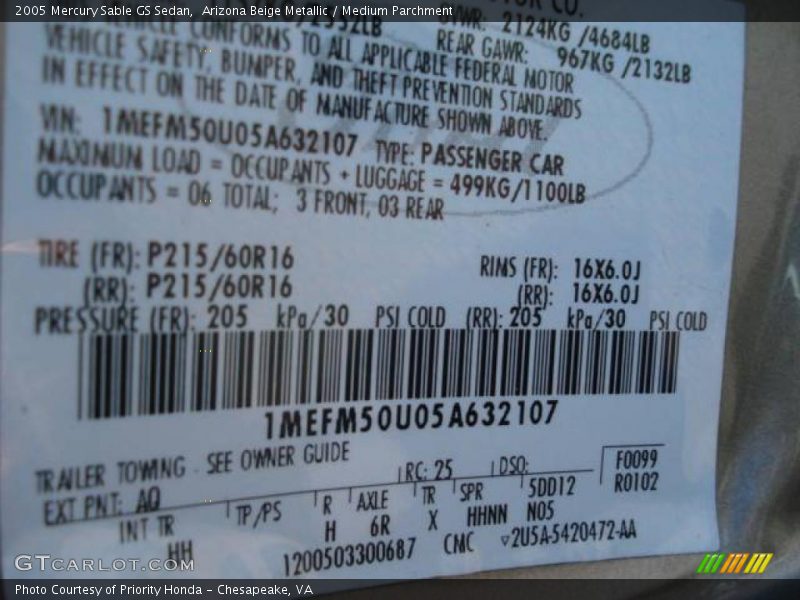 2005 Mercury Sable GS Sedan, Arizona Beige Metallic / Medium Parchment
CO.
2124KG /4684LB
REAR GAWR: 967KG /2132LB
VEHICLE CONFORMS TO ALL APPLICABLE FEDERAL MOTOR
VEHICLE SAFETY, BUMPER, AND THEFT PREVENTION STANDARDS
IN EFFECT ON THE DATE OF MANUFACTURE SHOWN ABOVE.
VIN: 1MEFM50U05A632107 TYPE: PASSENGER CAR
MAXIMUM LOAD = OCCUPANTS + LUGGAGE = 499KG/1100LB
OCCUPANTS = 06 TOTAL; 3 FRONT, 03 REAR
TIRE (FR): P215/60R16 RIMS (FR): 16X6.0J
(RR): P215/60R16 (RR): 16X6.0J
PRESSURE (FR): 205 kPa/30 PSI COLD (RR): 205 kPa/30 PSI COLD
1MEFM50U05A632107
TRAILER TOWING - SEE OWNER GUIDE
EXT PNT: AQ RC: 25 DSO: F0099
R0102
INT TR TP/PS R AXLE TR SPR 5DD12
HH H 6R X HHNN N05
1200503300687 CMC ▿2U5A-5420472-AA
GTCARLOT.COM
Photo Courtesy of Priority Honda - Chesapeake, VA